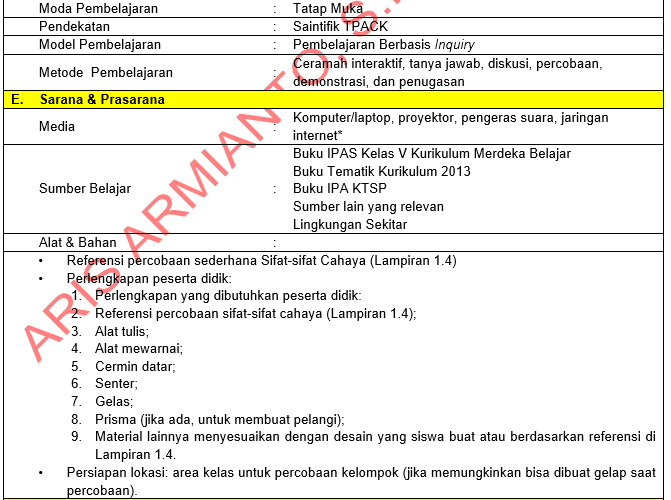 Moda Pembelajaran : Tatap Muka
Pendekatan : Saintifik TPACK
Model Pembelajaran : Pembelajaran Berbasis Inquiry
Metode Pembelajaran : Ceramah interaktif, tanya jawab, diskusi, percobaan,
demonstrasi, dan penugasan
E. Sarana & Prasarana
Media : Komputer/laptop, proyektor, pengeras suara, jaringan
internet*
Sumber Belajar : Buku IPAS Kelas V Kurikulum Merdeka Belajar
Buku Tematik Kurikulum 2013
Buku IPA KTSP
Sumber lain yang relevan
Lingkungan Sekitar
Alat & Bahan :
• Referensi percobaan sederhana Sifat-sifat Cahaya (Lampiran 1.4)
• Perlengkapan peserta didik:
1. Perlengkapan yang dibutuhkan peserta didik:
2. Referensi percobaan sifat-sifat cahaya (Lampiran 1.4);
3. Alat tulis;
4. Alat mewarnai;
5. Cermin datar;
6. Senter;
7. Gelas;
8. Prisma (jika ada, untuk membuat pelangi);
9. Material lainnya menyesuaikan dengan desain yang siswa buat atau berdasarkan referensi di
Lampiran 1.4.
• Persiapan lokasi: area kelas untuk percobaan kelompok (jika memungkinkan bisa dibuat gelap saat
percobaan).
ARIS ARMIANTO, S.